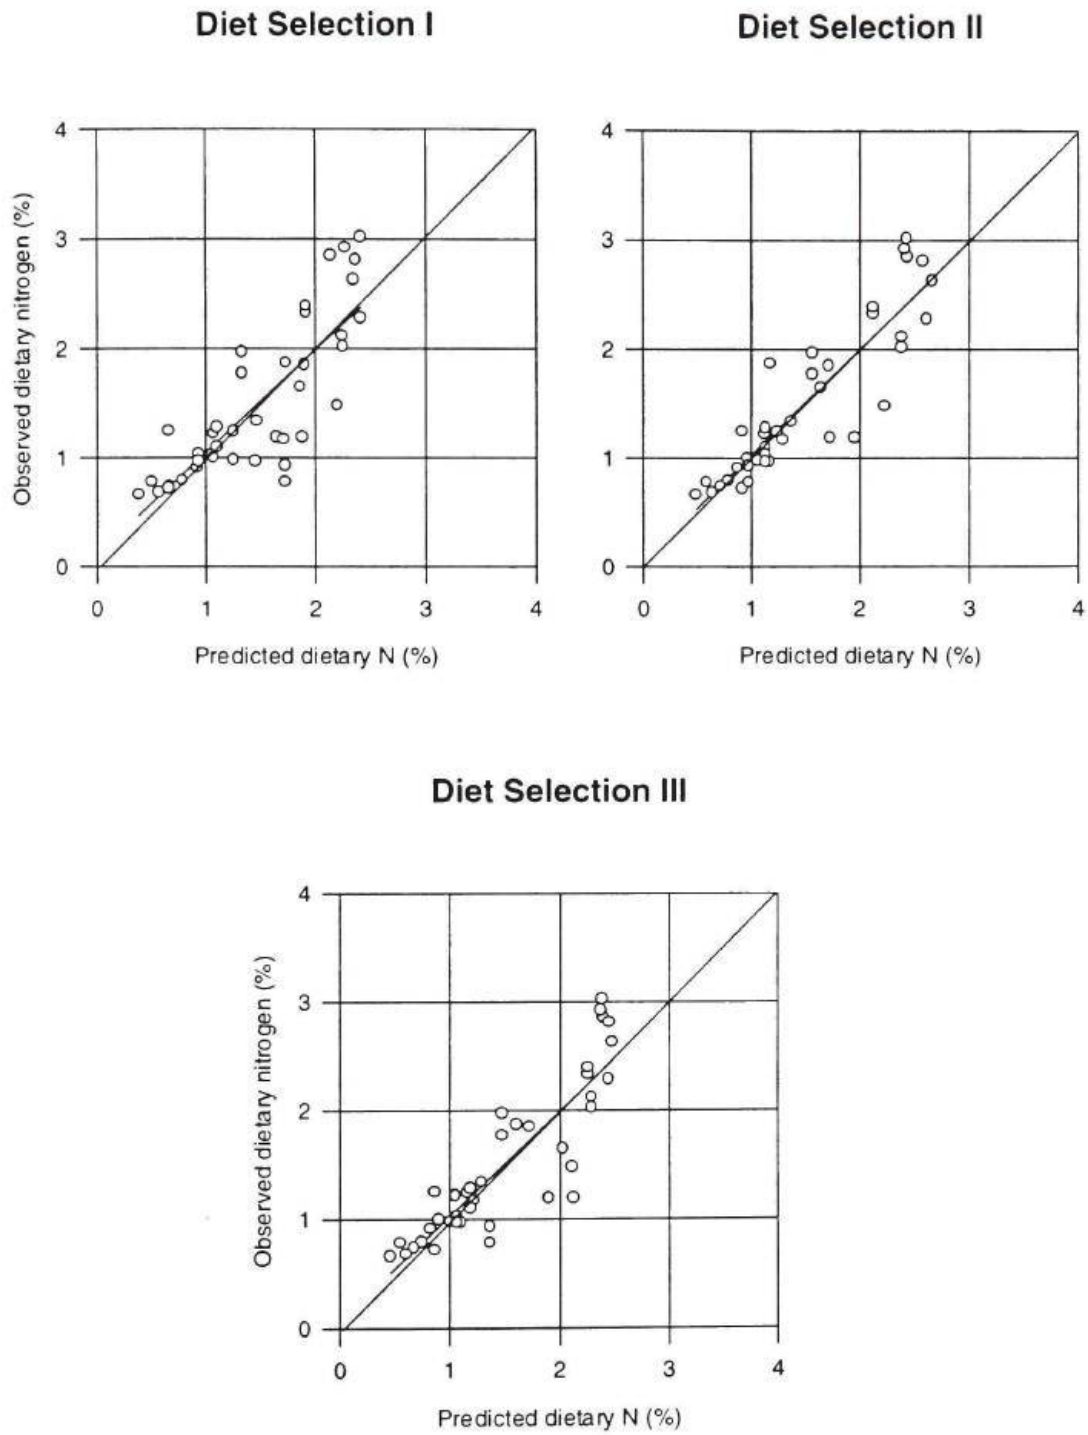 Diet Selection I
4
3
2
1
0
0 1 2 3 4
Observed dietary nitrogen (%)
Predicted dietary N (%)
Diet Selection II
4
3
2
1
0
0 1 2 3 4
Predicted dietary N (%)
Diet Selection III
4
3
2
1
0
0 1 2 3 4
Observed dietary nitrogen (%)
Predicted dietary N (%)